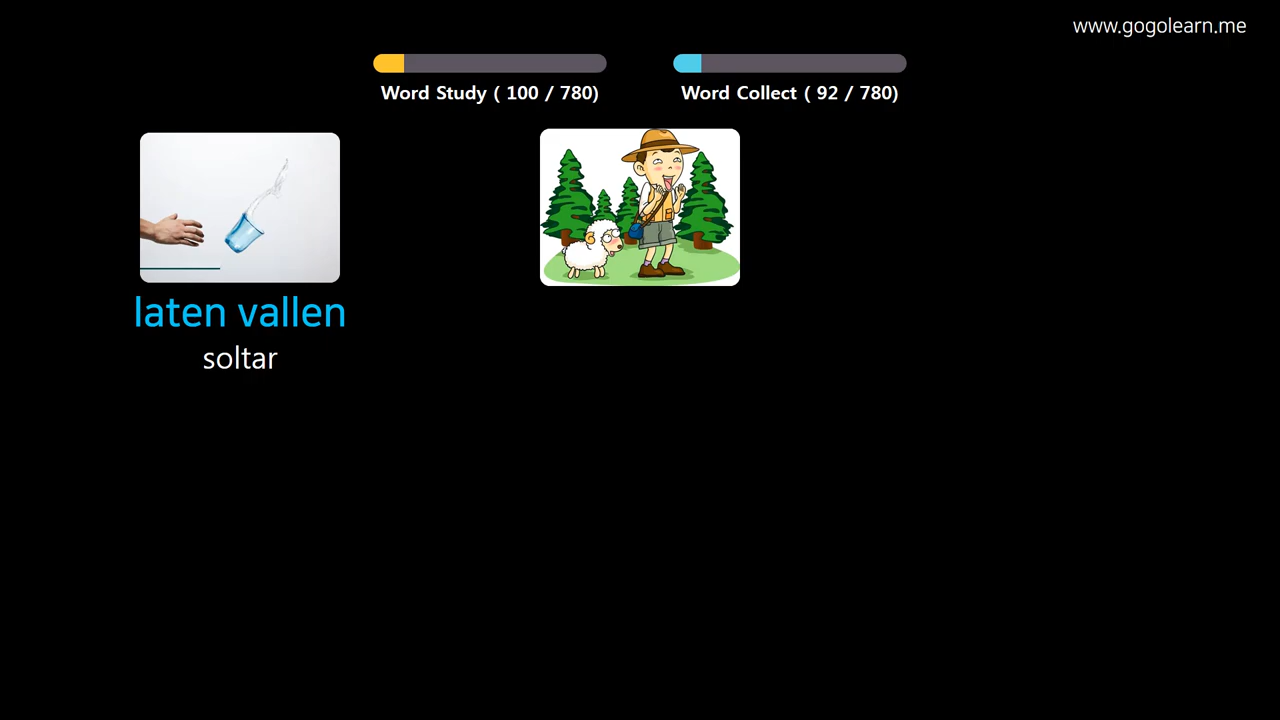 www.gogolearn.me
Word Study ( 100 / 780)
Word Collect ( 92 / 780)
laten vallen
soltar